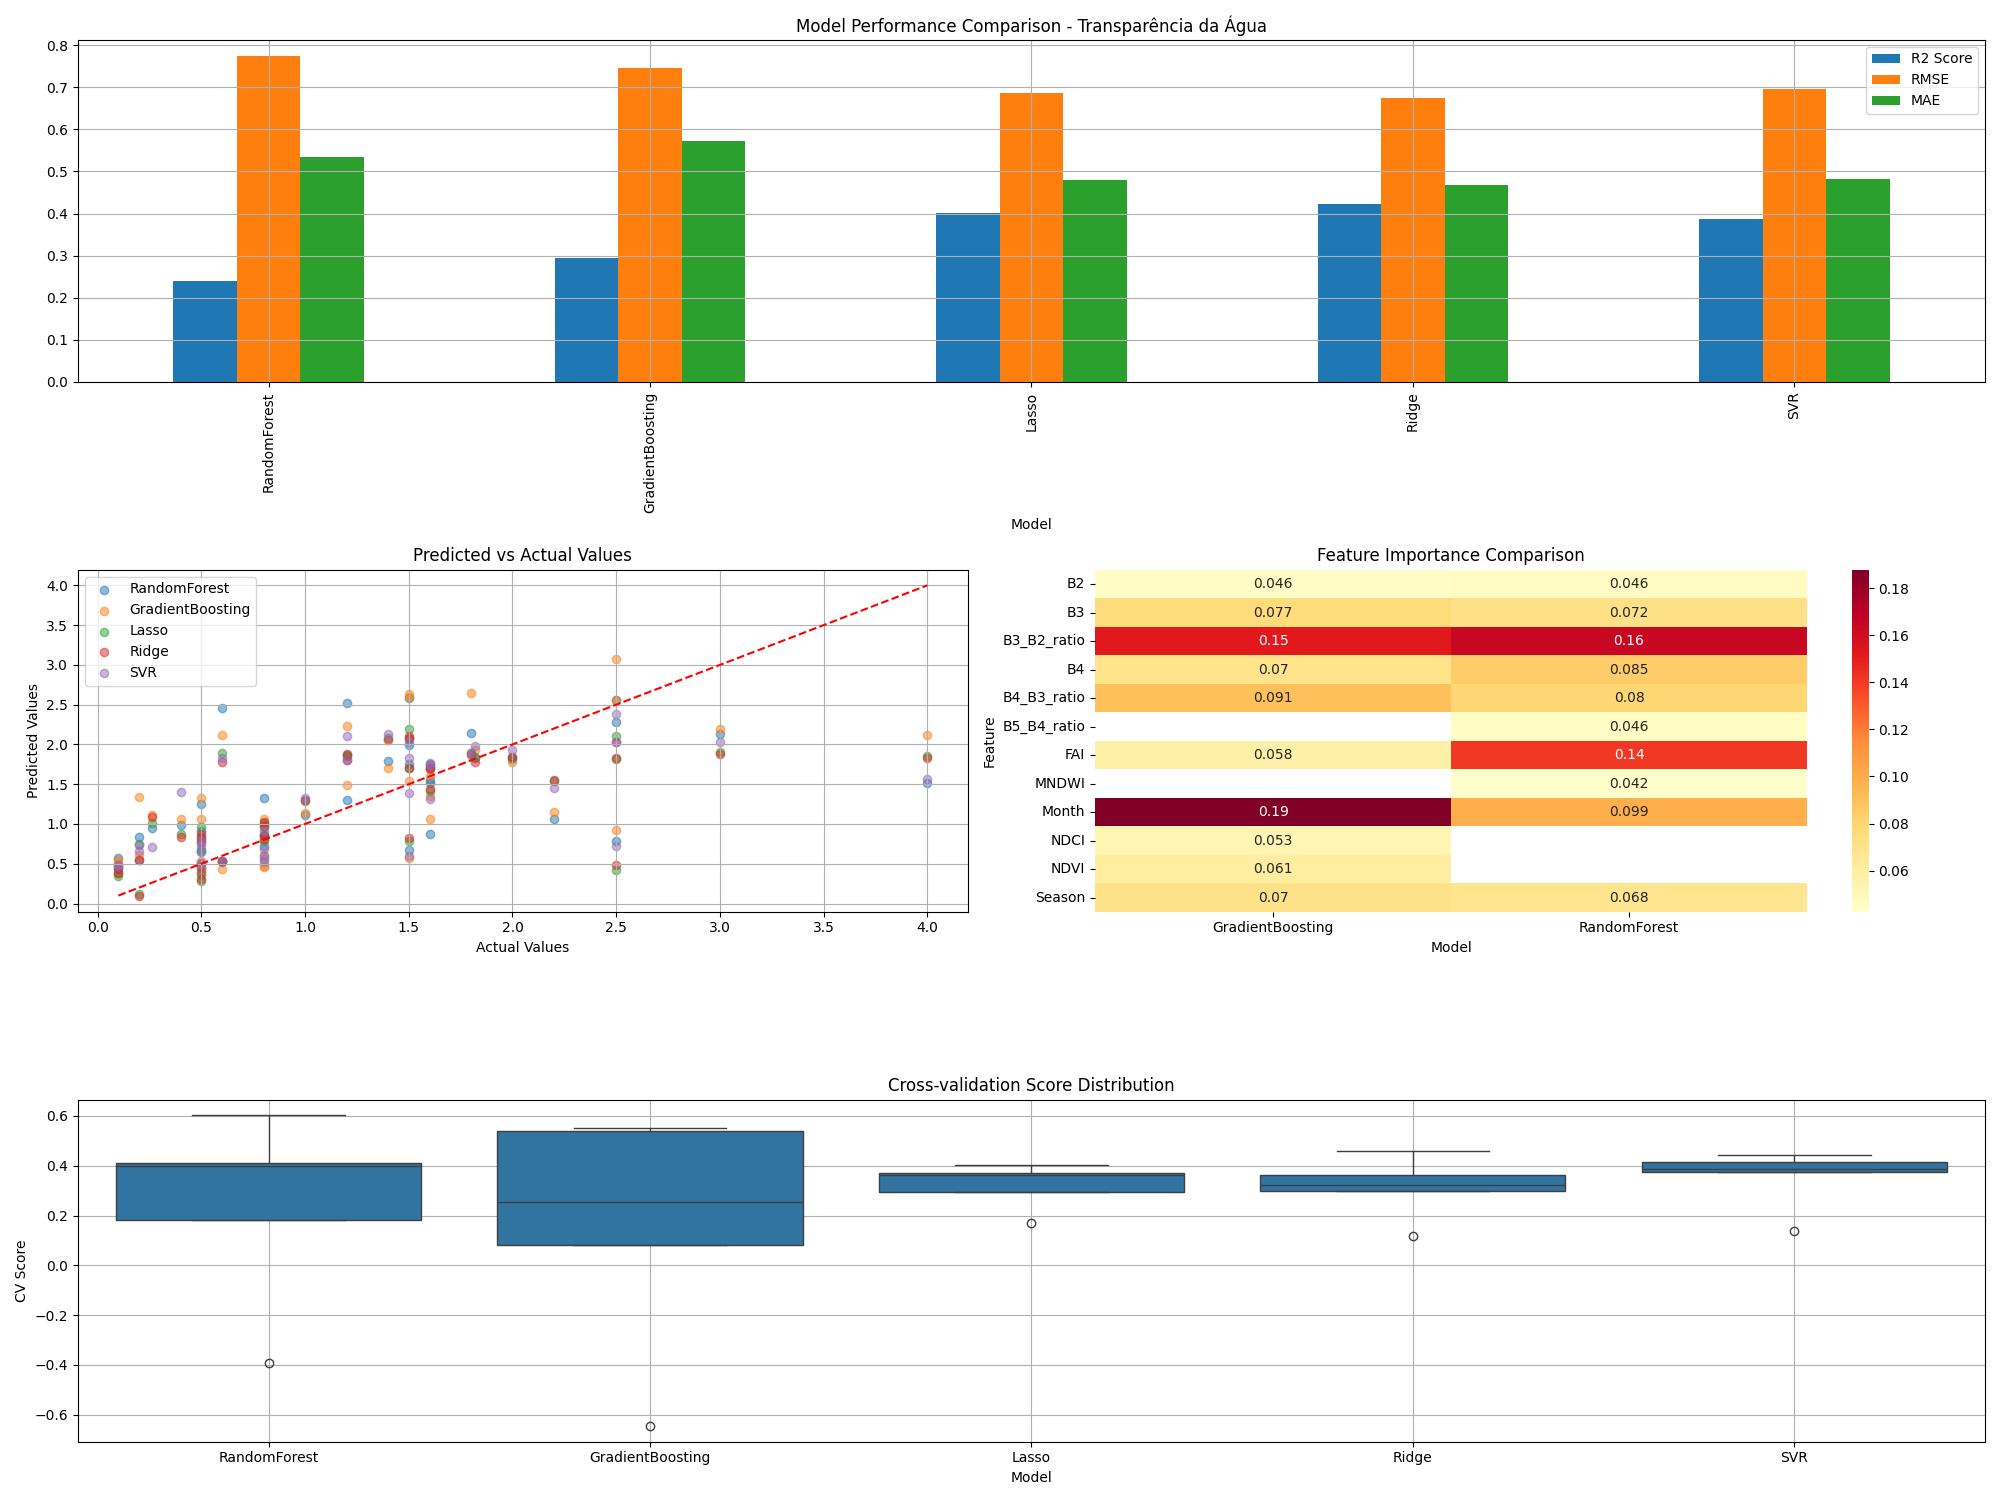 Model Performance Comparison - Transparência da Água
0.8
0.7
0.6
0.5
0.4
0.3
0.2
0.1
0.0
R2 Score
RMSE
MAE
RandomForest
GradientBoosting
Lasso
Ridge
SVR
Model
Predicted vs Actual Values
Predicted Values
4.0
3.5
3.0
2.5
2.0
1.5
1.0
0.5
0.0
RandomForest
GradientBoosting
Lasso
Ridge
SVR
0.0 0.5 1.0 1.5 2.0 2.5 3.0 3.5 4.0
Actual Values
Feature Importance Comparison
Feature
B2 0.046 0.046
B3 0.077 0.072
B3_B2_ratio 0.15 0.16
B4 0.07 0.085
B4_B3_ratio 0.091 0.08
B5_B4_ratio 0.046
FAI 0.058 0.14
MNDWI 0.042
Month 0.19 0.099
NDCI 0.053
NDVI 0.061
Season 0.07 0.068
GradientBoosting RandomForest
Model
0.18
0.16
0.14
0.12
0.10
0.08
0.06
Cross-validation Score Distribution
CV Score
0.6
0.4
0.2
0.0
−0.2
−0.4
−0.6
RandomForest GradientBoosting Lasso Ridge SVR
Model